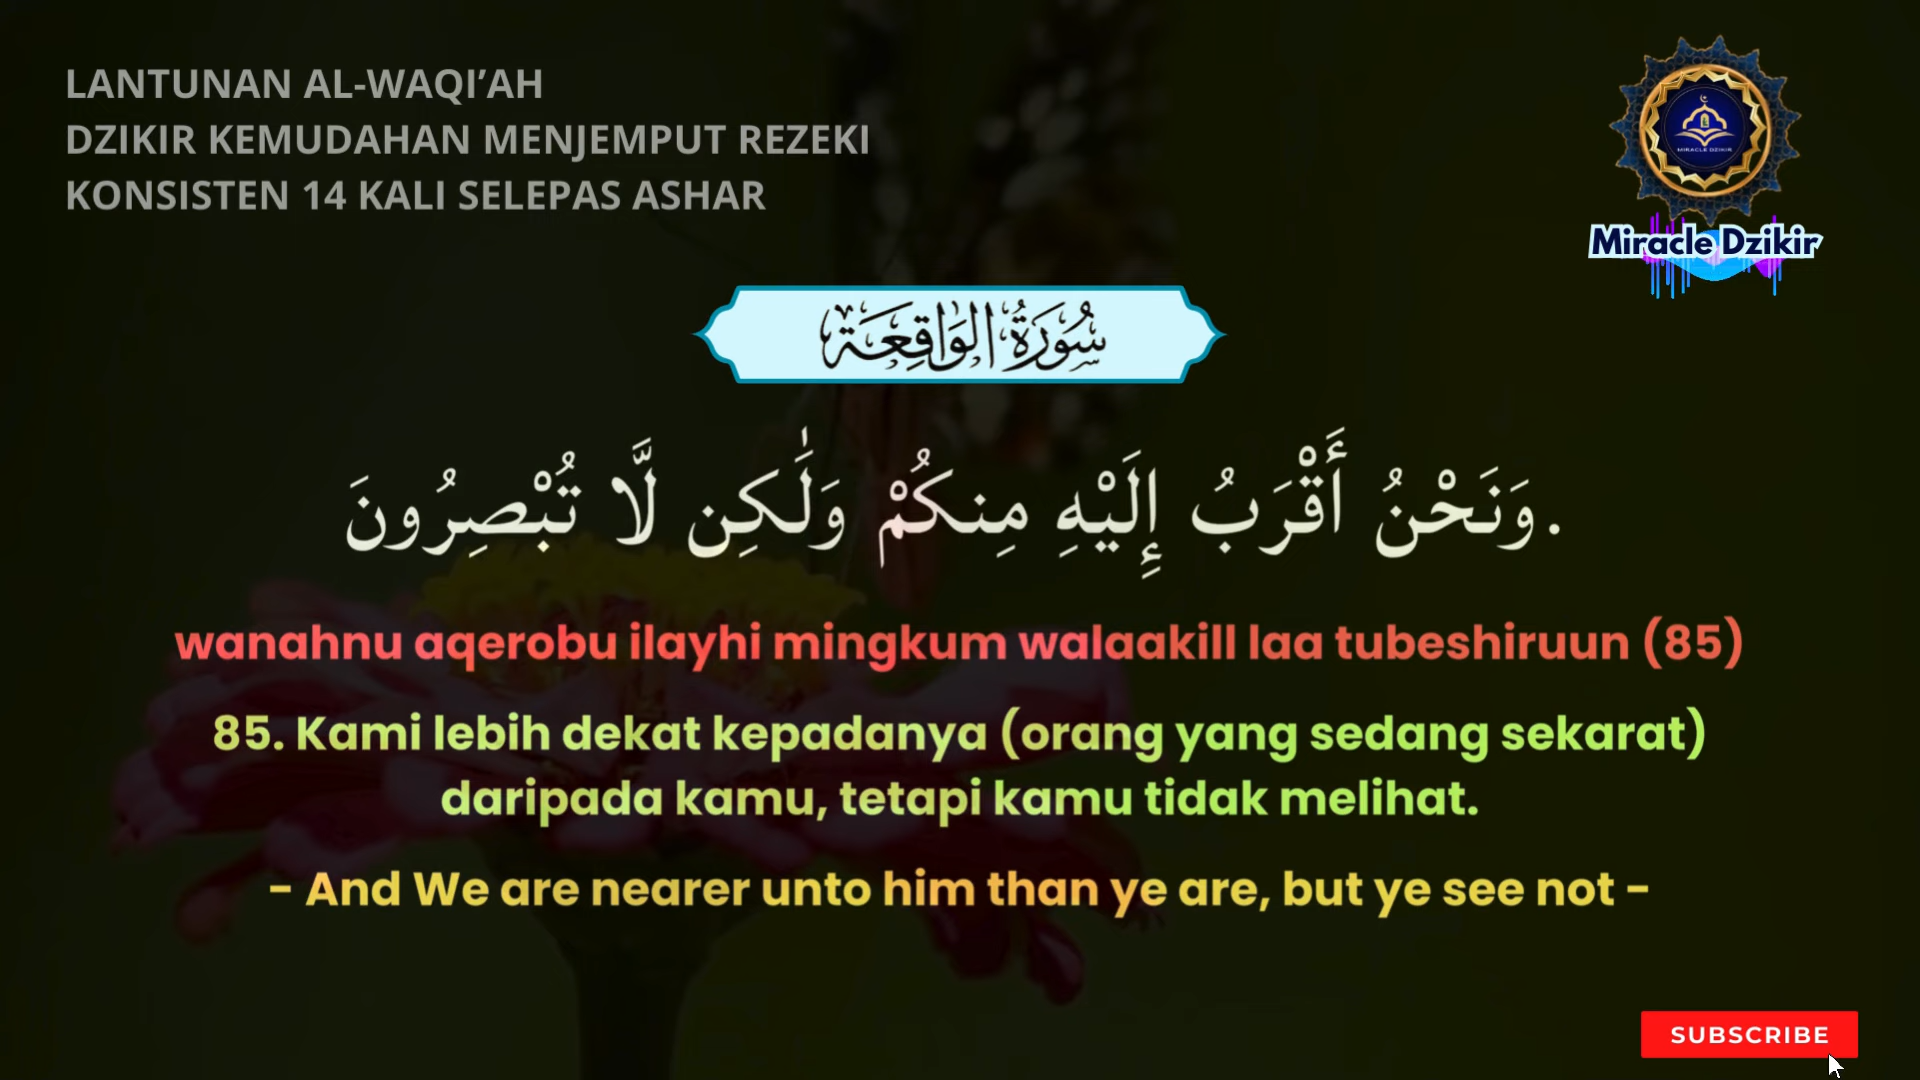 LANTUNAN AL-WAQI’AH
DZIKIR KEMUDAHAN MENJEMPUT REZEKI
KONSISTEN 14 KALI SELEPAS ASHAR
MIRACLE DZIKIR
Miracle Dzikir
سُورَةُ الوَاقِعَة
وَنَحْنُ أَقْرَبُ إِلَيْهِ مِنكُمْ وَلَٰكِن لَّا تُبْصِرُونَ.
wanahnu aqerobu ilayhi mingkum walaakill laa tubeshiruun (85)
85. Kami lebih dekat kepadanya (orang yang sedang sekarat)
daripada kamu, tetapi kamu tidak melihat.
- And We are nearer unto him than ye are, but ye see not -
SUBSCRIBE